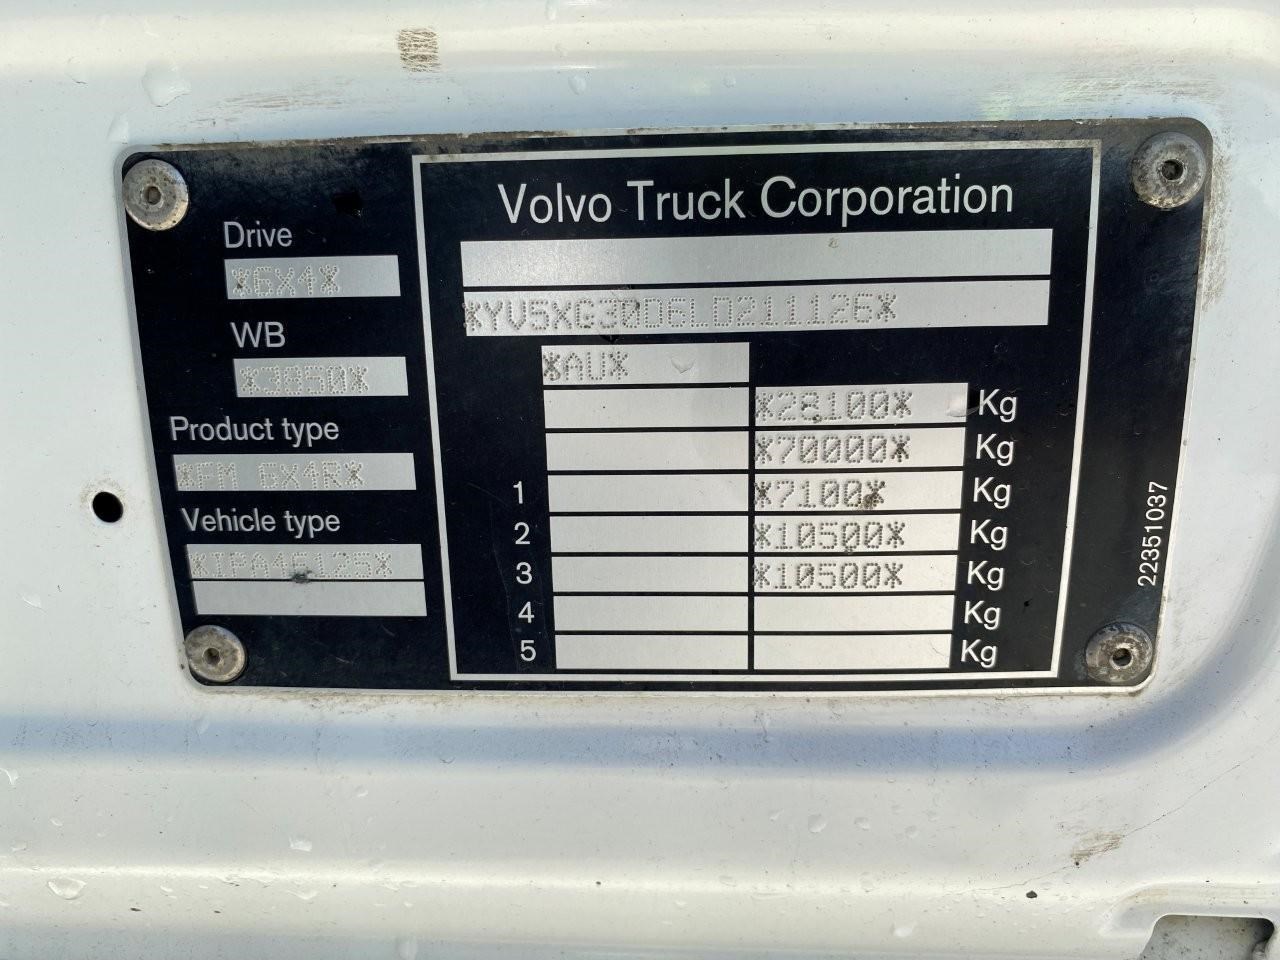 Volvo Truck Corporation
Drive
*6X4*
*YV5XG30D6LD211126*
WB
*3850*
*AU*
*28100* Kg
Product type
*70000* Kg
*FM 6X4R*
1 *7100* Kg
Vehicle type
2 *10500* Kg
*TPA46125*
3 *10500* Kg
4 Kg
5 Kg
22351037